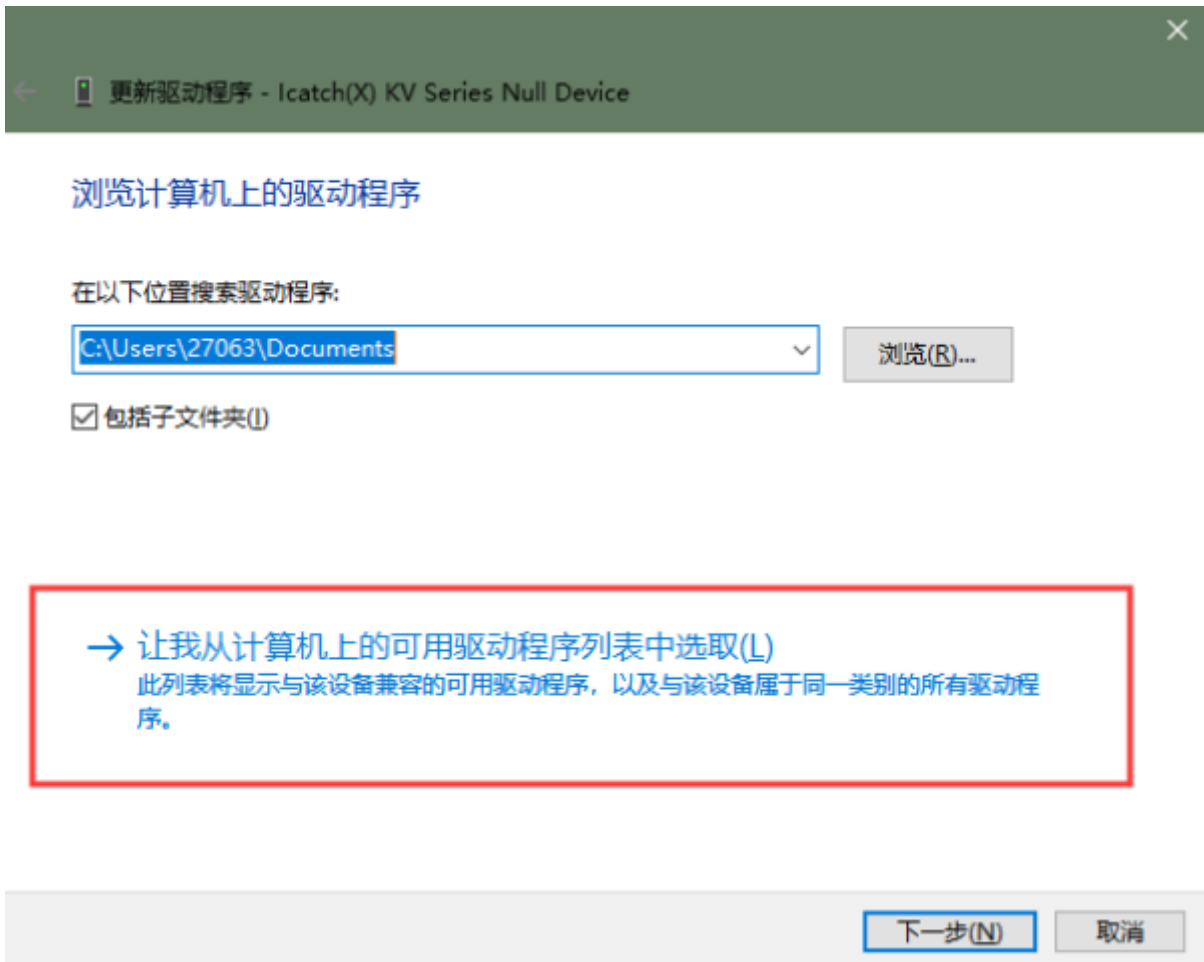 更新驱动程序 - Icatch(X) KV Series Null Device
浏览计算机上的驱动程序
在以下位置搜索驱动程序:
C:\Users\27063\Documents
浏览(R)...
包括子文件夹(I)
让我从计算机上的可用驱动程序列表中选取(L)
此列表将显示与该设备兼容的可用驱动程序，以及与该设备属于同一类别的所有驱动程
序。
下一步(N)
取消